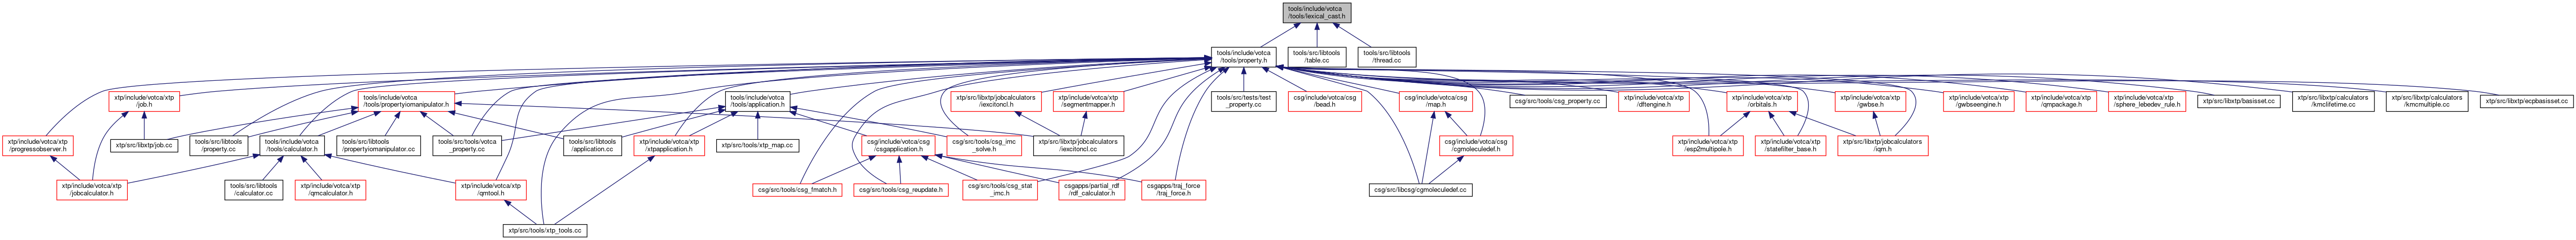 tools/include/votca
/tools/lexical_cast.h
tools/include/votca
/tools/property.h
tools/src/libtools
/table.cc
tools/src/libtools
/thread.cc
xtp/include/votca/xtp
/job.h
tools/include/votca
/tools/propertyiomanipulator.h
tools/include/votca
/tools/application.h
xtp/src/libxtp/jobcalculators
/iexcitoncl.h
xtp/include/votca/xtp
/segmentmapper.h
tools/src/tests/test
_property.cc
csg/include/votca/csg
/bead.h
csg/include/votca/csg
/map.h
csg/src/tools/csg_property.cc
xtp/include/votca/xtp
/dftengine.h
xtp/include/votca/xtp
/orbitals.h
xtp/include/votca/xtp
/gwbse.h
xtp/include/votca/xtp
/gwbseengine.h
xtp/include/votca/xtp
/qmpackage.h
xtp/include/votca/xtp
/sphere_lebedev_rule.h
xtp/src/libxtp/basisset.cc
xtp/src/libxtp/calculators
/kmclifetime.cc
xtp/src/libxtp/calculators
/kmcmultiple.cc
xtp/src/libxtp/ecpbasisset.cc
xtp/include/votca/xtp
/progressobserver.h
xtp/src/libxtp/job.cc
tools/src/libtools
/property.cc
tools/include/votca
/tools/calculator.h
tools/src/libtools
/propertyiomanipulator.cc
tools/src/tools/votca
_property.cc
tools/src/libtools
/application.cc
xtp/include/votca/xtp
/xtpapplication.h
xtp/src/tools/xtp_map.cc
csg/include/votca/csg
/csgapplication.h
csg/src/tools/csg_imc
_solve.h
xtp/src/libxtp/jobcalculators
/iexcitoncl.cc
csg/include/votca/csg
/cgmoleculedef.h
xtp/include/votca/xtp
/esp2multipole.h
xtp/include/votca/xtp
/statefilter_base.h
xtp/src/libxtp/jobcalculators
/iqm.h
xtp/include/votca/xtp
/jobcalculator.h
tools/src/libtools
/calculator.cc
xtp/include/votca/xtp
/qmcalculator.h
xtp/include/votca/xtp
/qmtool.h
csg/src/tools/csg_fmatch.h
csg/src/tools/csg_reupdate.h
csg/src/tools/csg_stat
_imc.h
csgapps/partial_rdf
/rdf_calculator.h
csgapps/traj_force
/traj_force.h
csg/src/libcsg/cgmoleculedef.cc
xtp/src/tools/xtp_tools.cc